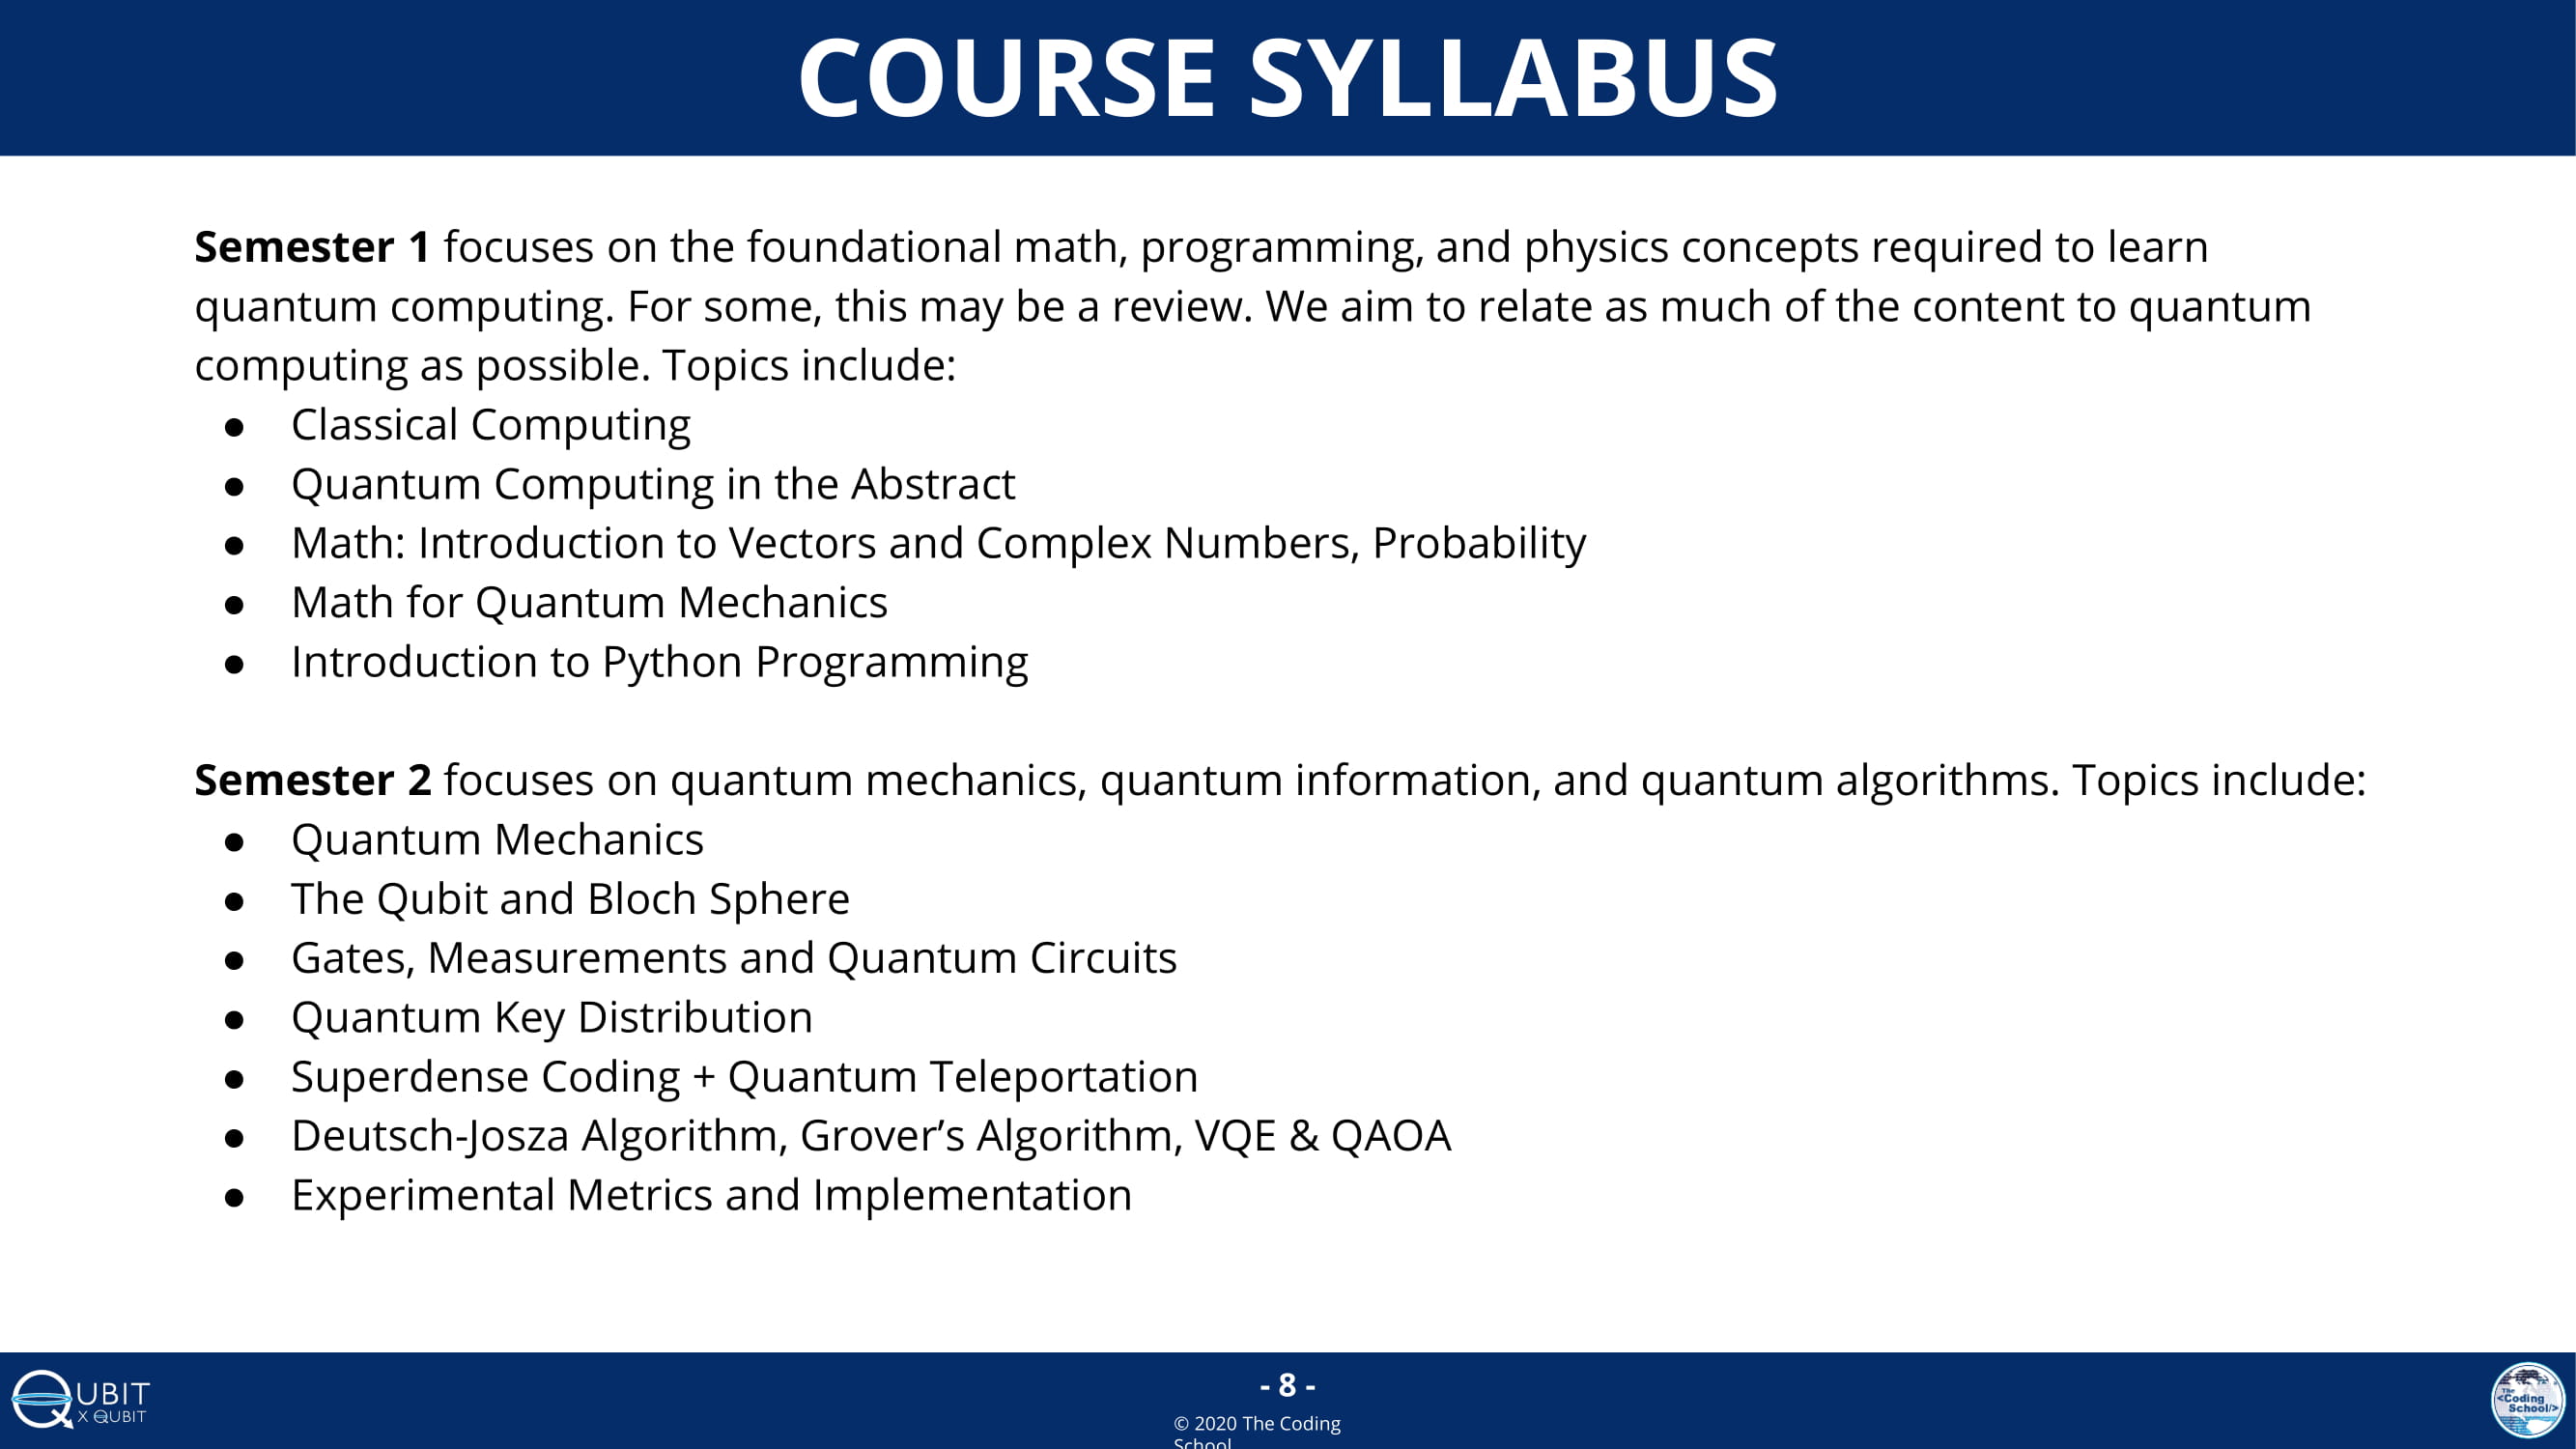 COURSE SYLLABUS
Semester 1 focuses on the foundational math, programming, and physics concepts required to learn
quantum computing. For some, this may be a review. We aim to relate as much of the content to quantum
computing as possible. Topics include:
● Classical Computing
● Quantum Computing in the Abstract
● Math: Introduction to Vectors and Complex Numbers, Probability
● Math for Quantum Mechanics
● Introduction to Python Programming
Semester 2 focuses on quantum mechanics, quantum information, and quantum algorithms. Topics include:
● Quantum Mechanics
● The Qubit and Bloch Sphere
● Gates, Measurements and Quantum Circuits
● Quantum Key Distribution
● Superdense Coding + Quantum Teleportation
● Deutsch-Josza Algorithm, Grover’s Algorithm, VQE & QAOA
● Experimental Metrics and Implementation
QUBIT
X QUBIT
- 8 -
© 2020 The Coding
School
The
<Coding
School/>